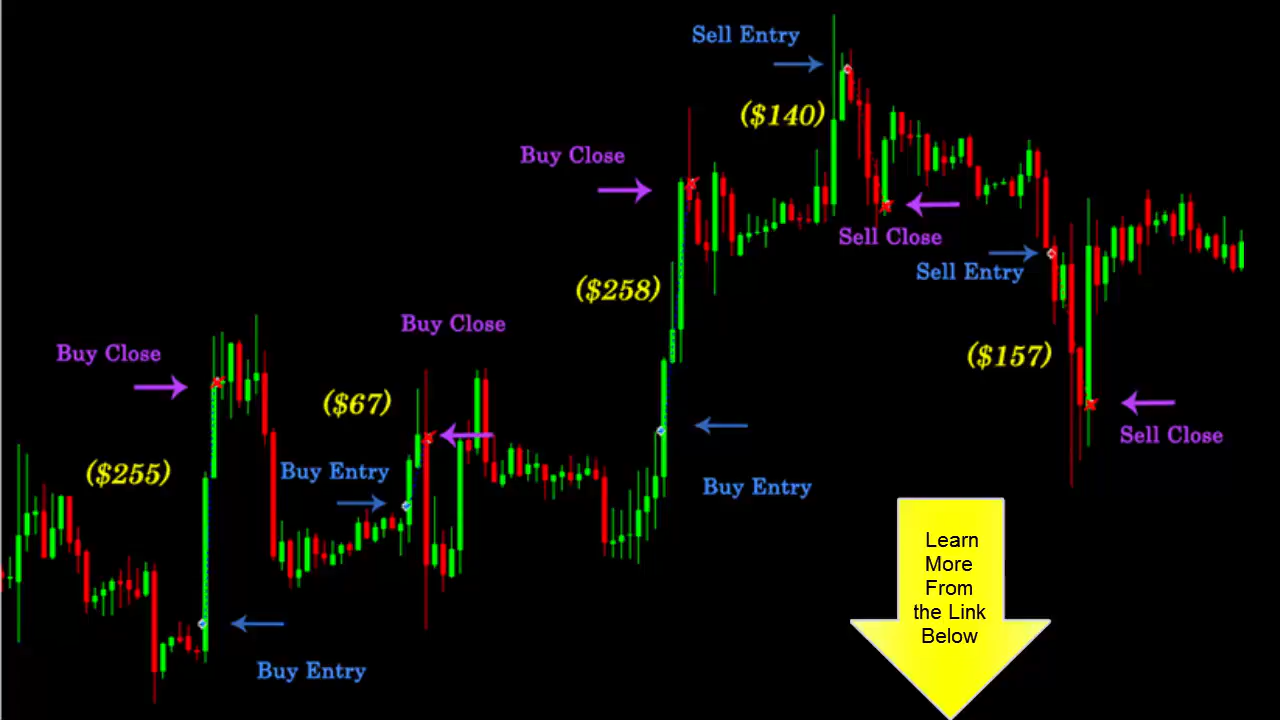 Sell Entry
($140)
Buy Close
Sell Close
Sell Entry
($258)
Buy Close
Buy Close
($157)
($67)
Sell Close
($255)
Buy Entry
Buy Entry
Learn
More
From
the Link
Below
Buy Entry